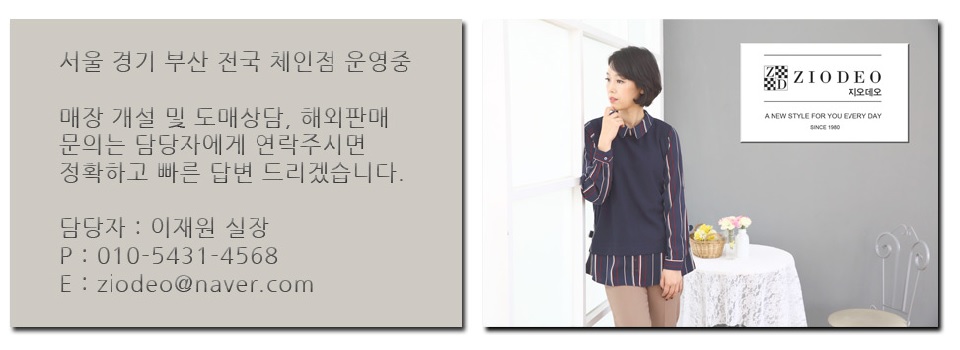 서울 경기 부산 전국 체인점 운영중
매장 개설 및 도매상담, 해외판매
문의는 담당자에게 연락주시면
정확하고 빠른 답변 드리겠습니다.
담당자 : 이재원 실장
P : 010-5431-4568
E : ziodeo@naver.com
ZD ZIODEO
지오데오
A NEW STYLE FOR YOU EVERY DAY
SINCE 1980